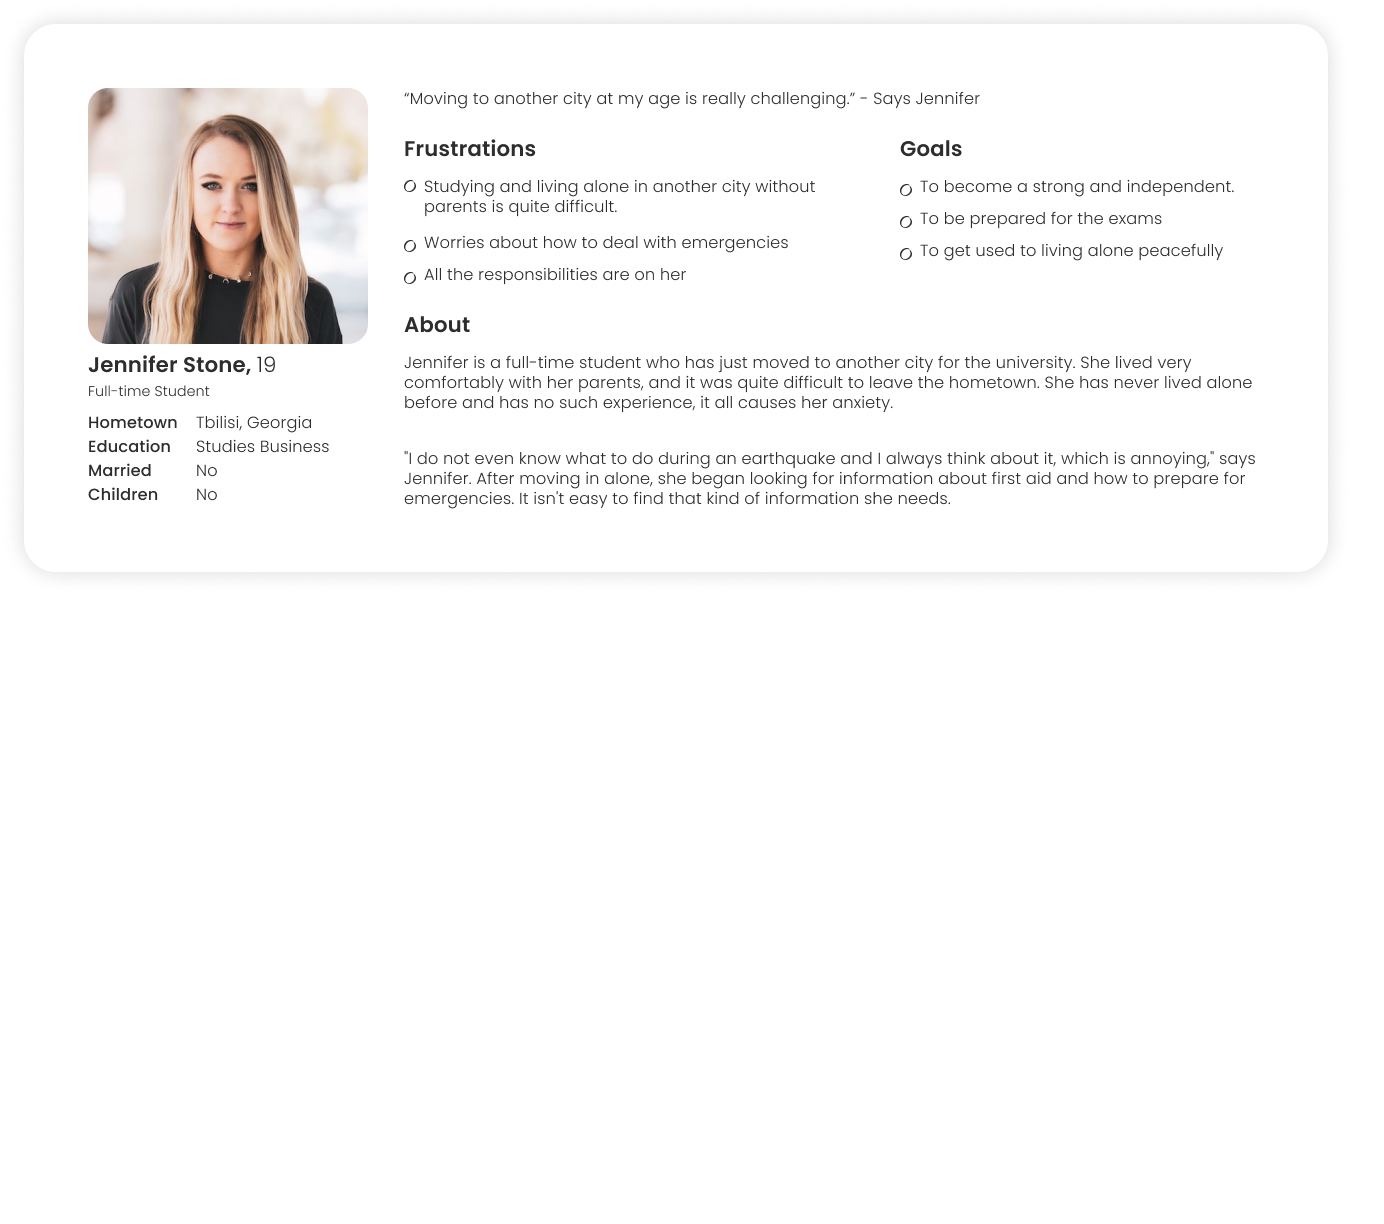 “Moving to another city at my age is really challenging.” - Says Jennifer
Frustrations
Studying and living alone in another city without
parents is quite difficult.
Worries about how to deal with emergencies
All the responsibilities are on her
Goals
To become a strong and independent.
To be prepared for the exams
To get used to living alone peacefully
About
Jennifer is a full-time student who has just moved to another city for the university. She lived very
comfortably with her parents, and it was quite difficult to leave the hometown. She has never lived alone
before and has no such experience, it all causes her anxiety.
"I do not even know what to do during an earthquake and I always think about it, which is annoying," says
Jennifer. After moving in alone, she began looking for information about first aid and how to prepare for
emergencies. It isn't easy to find that kind of information she needs.
Jennifer Stone, 19
Full-time Student
Hometown Tbilisi, Georgia
Education Studies Business
Married No
Children No